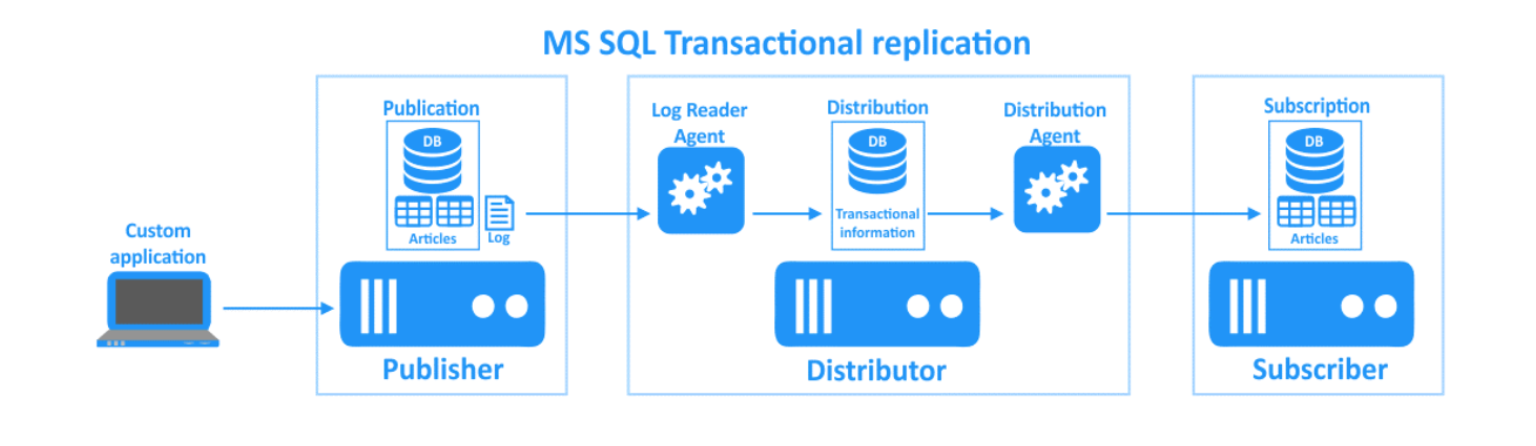 MS SQL Transactional replication
Custom
application
Publication
DB
Articles
Log
Publisher
Log Reader
Agent
Distribution
DB
Transactional
information
Distribution
Agent
Distributor
Subscription
DB
Articles
Subscriber